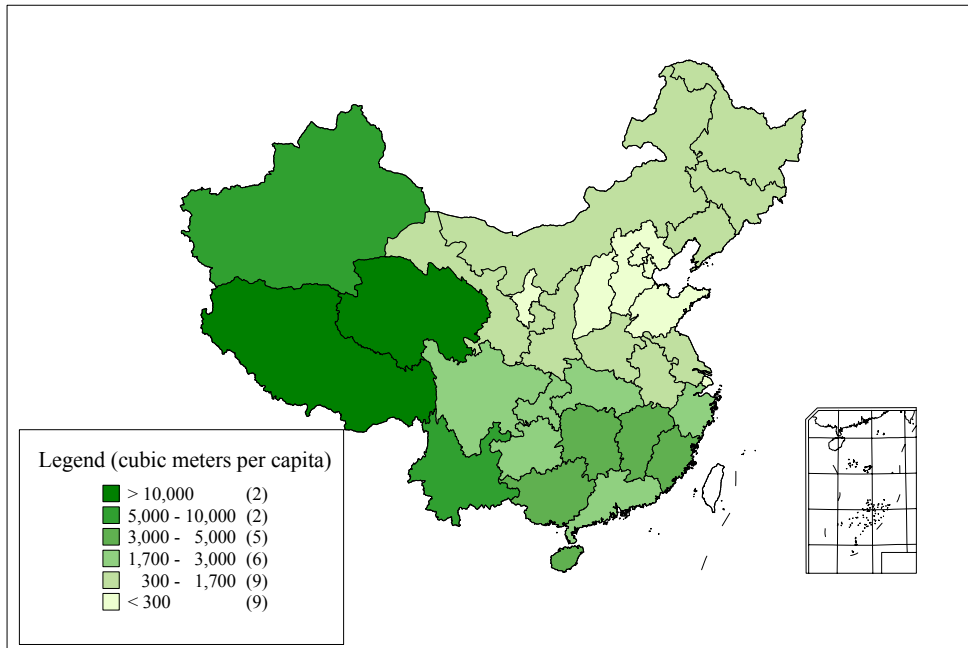 Legend (cubic meters per capita)
> 10,000 (2)
5,000 - 10,000 (2)
3,000 - 5,000 (5)
1,700 - 3,000 (6)
300 - 1,700 (9)
< 300 (9)